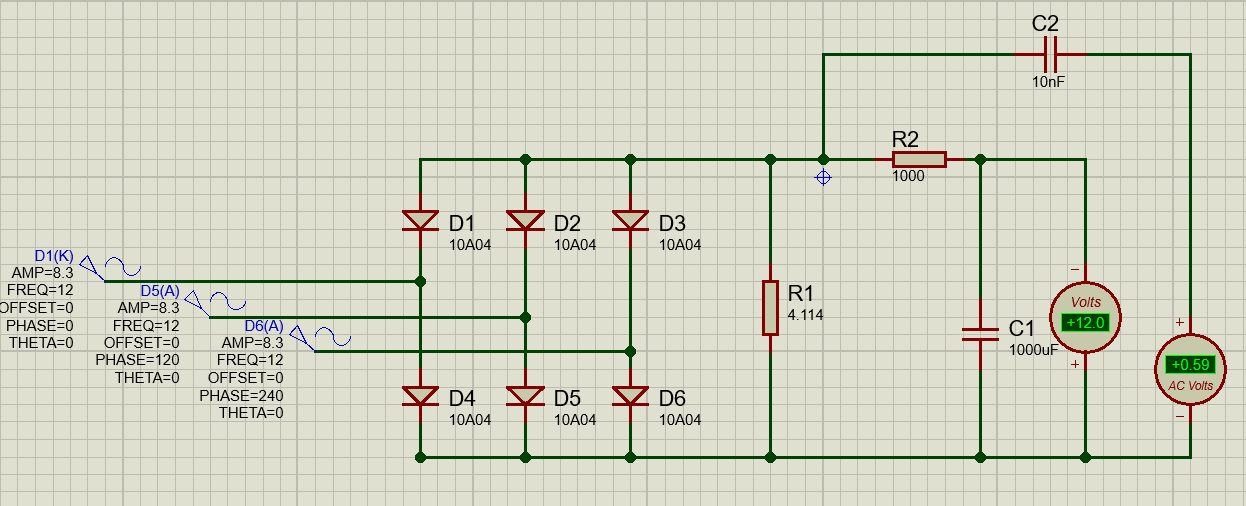 C2
10nF
R2
1000
D1
10A04
D2
10A04
D3
10A04
D1(K)
AMP=8.3
FREQ=12
OFFSET=0
PHASE=0
THETA=0
D5(A)
AMP=8.3
FREQ=12
OFFSET=0
PHASE=120
THETA=0
D6(A)
AMP=8.3
FREQ=12
OFFSET=0
PHASE=240
THETA=0
R1
4.114
C1
1000uF
−
Volts
+12.0
+
+
+0.59
AC Volts
−
D4
10A04
D5
10A04
D6
10A04